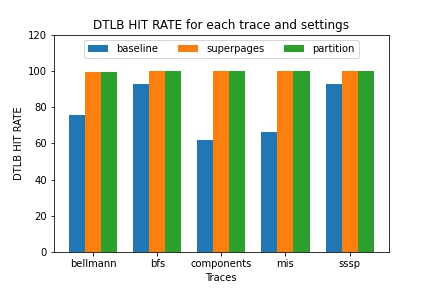 DTLB HIT RATE for each trace and settings
baseline superpages partition
DTLB HIT RATE
120
100
80
60
40
20
0
bellmann bfs components mis sssp
Traces